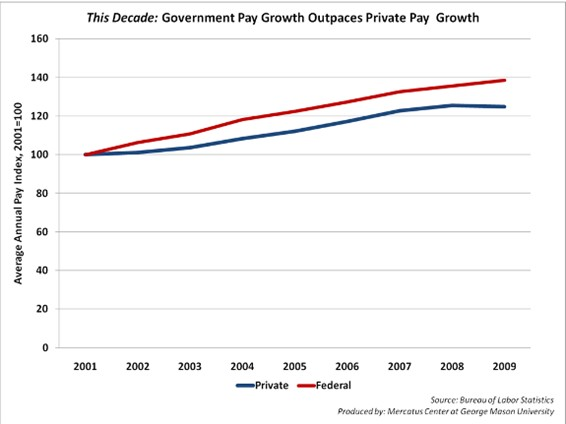 This Decade: Government Pay Growth Outpaces Private Pay Growth
Average Annual Pay Index, 2001=100
160
140
120
100
80
60
40
20
0
2001 2002 2003 2004 2005 2006 2007 2008 2009
Private Federal
Source: Bureau of Labor Statistics
Produced by: Mercatus Center at George Mason University